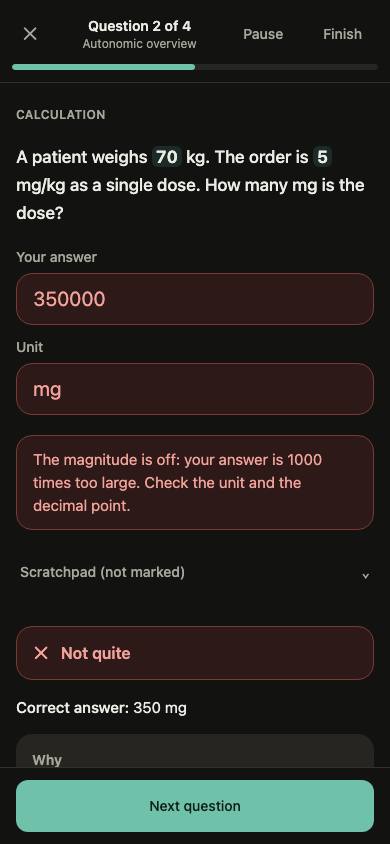 Question 2 of 4
Autonomic overview
Pause
Finish
CALCULATION
A patient weighs 70 kg. The order is 5
mg/kg as a single dose. How many mg is the
dose?
Your answer
350000
Unit
mg
The magnitude is off: your answer is 1000
times too large. Check the unit and the
decimal point.
Scratchpad (not marked)
Not quite
Correct answer: 350 mg
Why
Next question